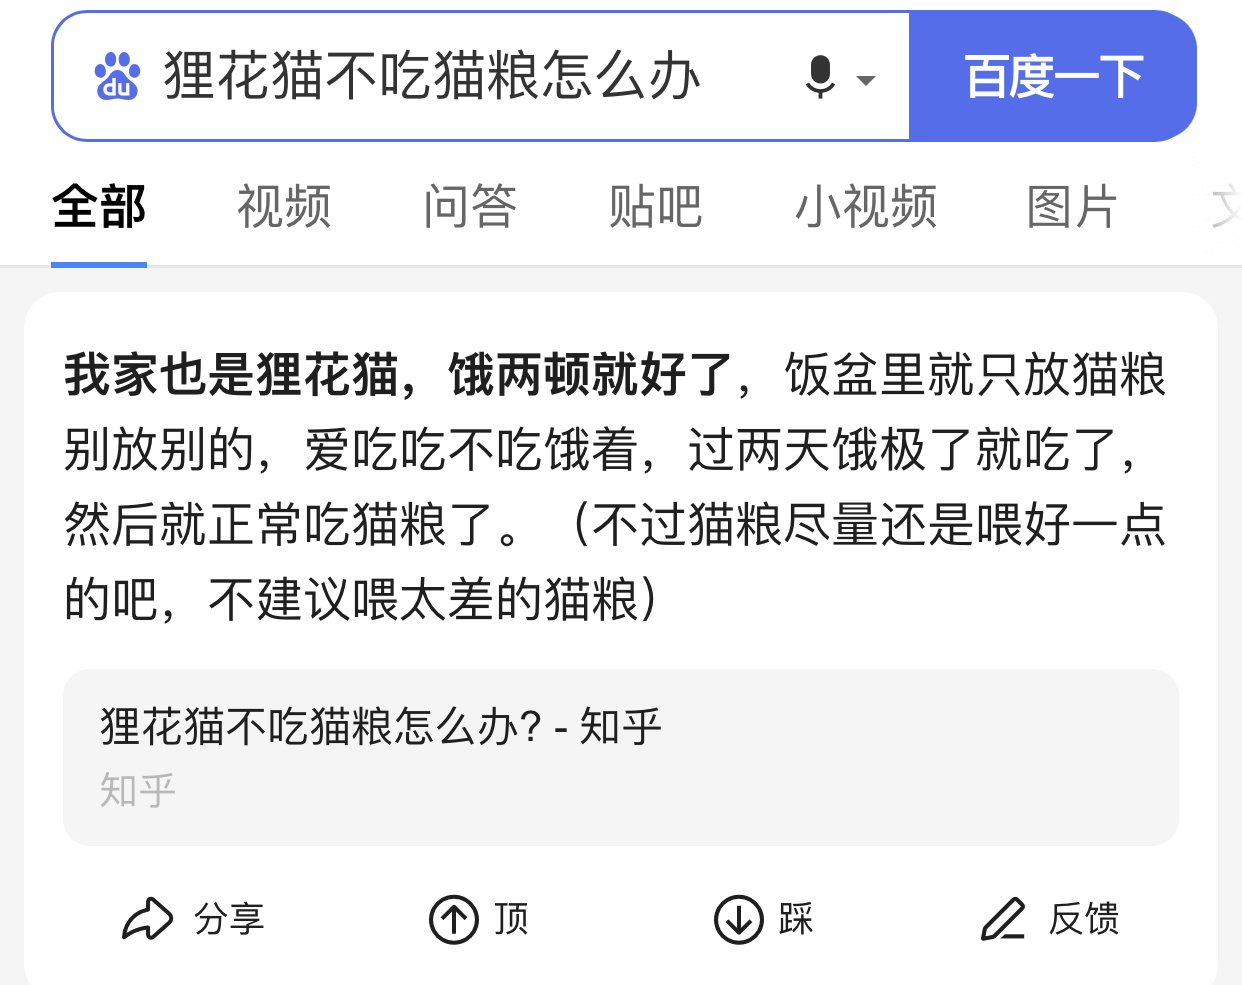 du 狸花猫不吃猫粮怎么办 百度一下
全部 视频 问答 贴吧 小视频 图片
我家也是狸花猫，饿两顿就好了，饭盆里就只放猫粮
别放别的，爱吃吃不吃饿着，过两天饿极了就吃了，
然后就正常吃猫粮了。（不过猫粮尽量还是喂好一点
的吧，不建议喂太差的猫粮）
狸花猫不吃猫粮怎么办? - 知乎
知乎
分享 顶 踩 反馈